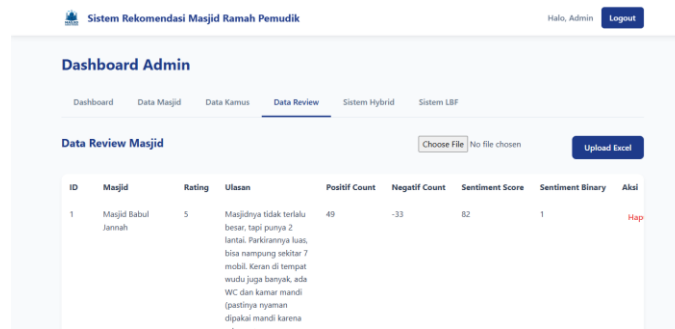 Sistem Rekomendasi Masjid Ramah Pemudik
Halo, Admin
Logout
Dashboard Admin
Dashboard Data Masjid Data Kamus Data Review Sistem Hybrid Sistem LBF
Data Review Masjid
Choose File No file chosen
Upload Excel
ID Masjid Rating Ulasan Positif Count Negatif Count Sentiment Score Sentiment Binary Aksi
1 Masjid Babul 5 Masjidnya tidak terlalu 49 -33 82 1 Hap
Jannah besar, tapi punya 2
lantai. Parkirannya luas,
bisa nampung sekitar 7
mobil. Keran di tempat
wudu juga banyak, ada
WC dan kamar mandi
(pastinya nyaman
dipakai mandi karena